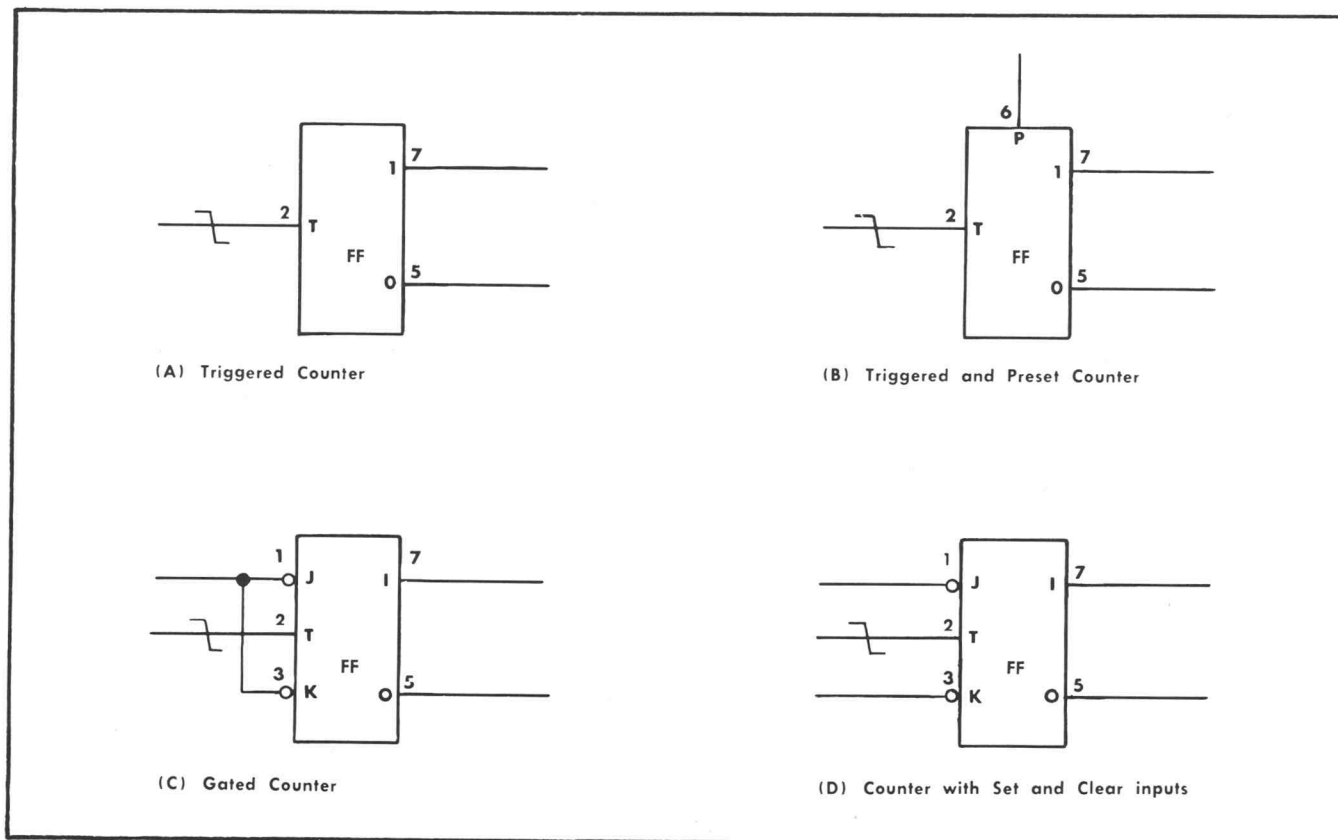 6
P
7
1
2
T
FF
5
0
7
1
2
T
FF
5
0
(A) Triggered Counter
(B) Triggered and Preset Counter
1
J
7
I
2
T
FF
3
K
5
O
1
J
7
I
2
T
FF
3
K
5
O
(C) Gated Counter
(D) Counter with Set and Clear inputs